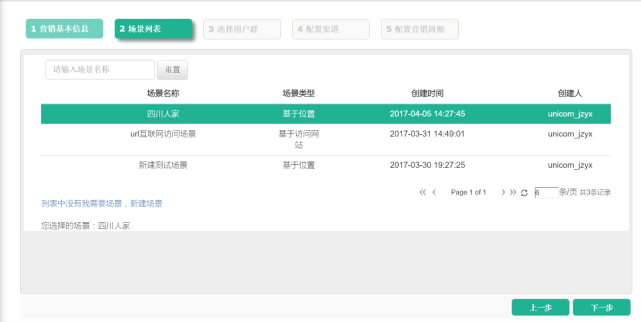 1 营销基本信息 2 场景列表 3 选择用户群 4 配置渠道 5 配置营销周期
请输入场景名称 重置
场景名称 场景类型 创建时间 创建人
四川人家 基于位置 2017-04-05 14:27:45 unicom_jzyx
url互联网访问场景 基于访问网 2017-03-31 14:49:01 unicom_jzyx
站
新建测试场景 基于位置 2017-03-30 19:27:25 unicom_jzyx
Page 1 of 1 6 条/页 共3条记录
列表中没有我需要场景，新建场景
您选择的场景：四川人家
上一步 下一步